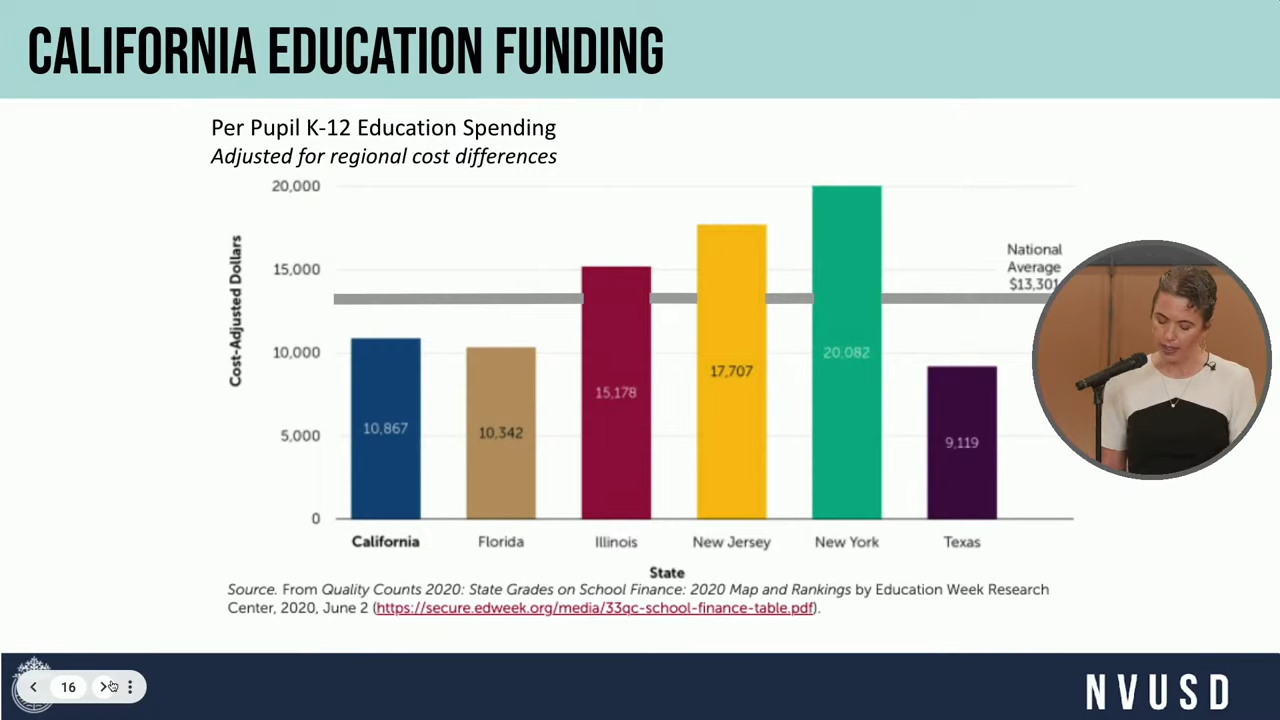 CALIFORNIA EDUCATION FUNDING
Per Pupil K-12 Education Spending
Adjusted for regional cost differences
20,000
15,000
10,000
5,000
0
Cost-Adjusted Dollars
National
Average
$13,301
10,867
10,342
15,178
17,707
20,082
9,119
California
Florida
Illinois
New Jersey
New York
Texas
State
Source. From Quality Counts 2020: State Grades on School Finance: 2020 Map and Rankings by Education Week Research
Center, 2020, June 2 (https://secure.edweek.org/media/33qc-school-finance-table.pdf).
16
NVUSD